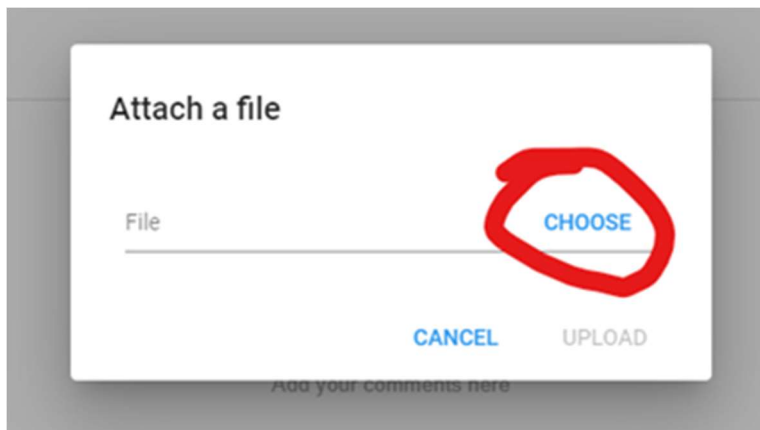 Attach a file
File CHOOSE
CANCEL UPLOAD
Add your comments here